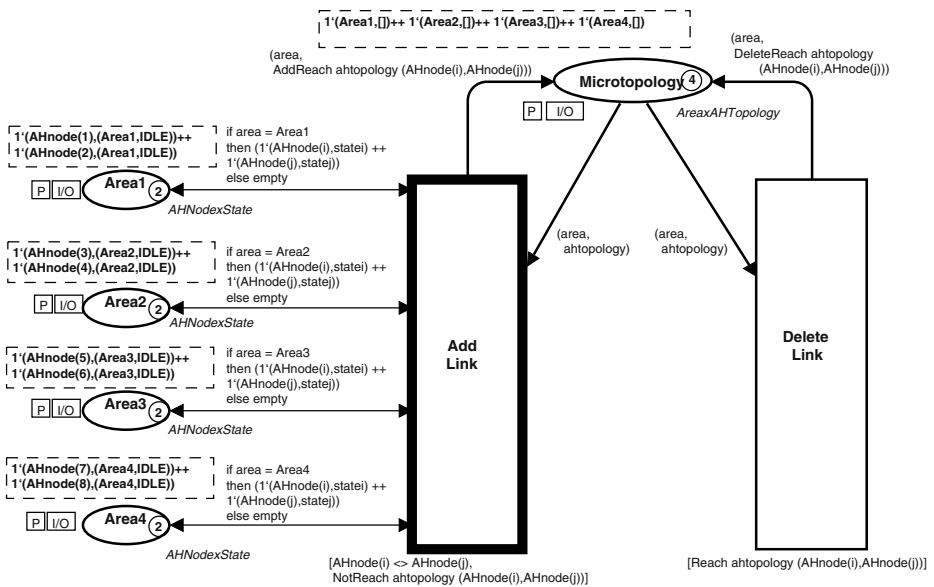 1‘(Area1,[])++ 1‘(Area2,[])++ 1‘(Area3,[])++ 1‘(Area4,[])
(area,
AddReach ahtopology (AHnode(i),AHnode(j)))
(area,
DeleteReach ahtopology
(AHnode(i),AHnode(j)))
Microtopology 4
P I/O
AreaxAHTopology
1‘(AHnode(1),(Area1,IDLE))++
1‘(AHnode(2),(Area1,IDLE))
if area = Area1
then (1‘(AHnode(i),statei) ++
1‘(AHnode(j),statej))
else empty
P I/O Area1 2
AHNodexState
(area,
ahtopology)
(area,
ahtopology)
1‘(AHnode(3),(Area2,IDLE))++
1‘(AHnode(4),(Area2,IDLE))
if area = Area2
then (1‘(AHnode(i),statei) ++
1‘(AHnode(j),statej))
else empty
P I/O Area2 2
AHNodexState
Add
Link
Delete
Link
1‘(AHnode(5),(Area3,IDLE))++
1‘(AHnode(6),(Area3,IDLE))
if area = Area3
then (1‘(AHnode(i),statei) ++
1‘(AHnode(j),statej))
else empty
P I/O Area3 2
AHNodexState
1‘(AHnode(7),(Area4,IDLE))++
1‘(AHnode(8),(Area4,IDLE))
if area = Area4
then (1‘(AHnode(i),statei) ++
1‘(AHnode(j),statej))
else empty
P I/O Area4 2
AHNodexState
[AHnode(i) <> AHnode(j),
NotReach ahtopology (AHnode(i),AHnode(j))]
[Reach ahtopology (AHnode(i),AHnode(j))]